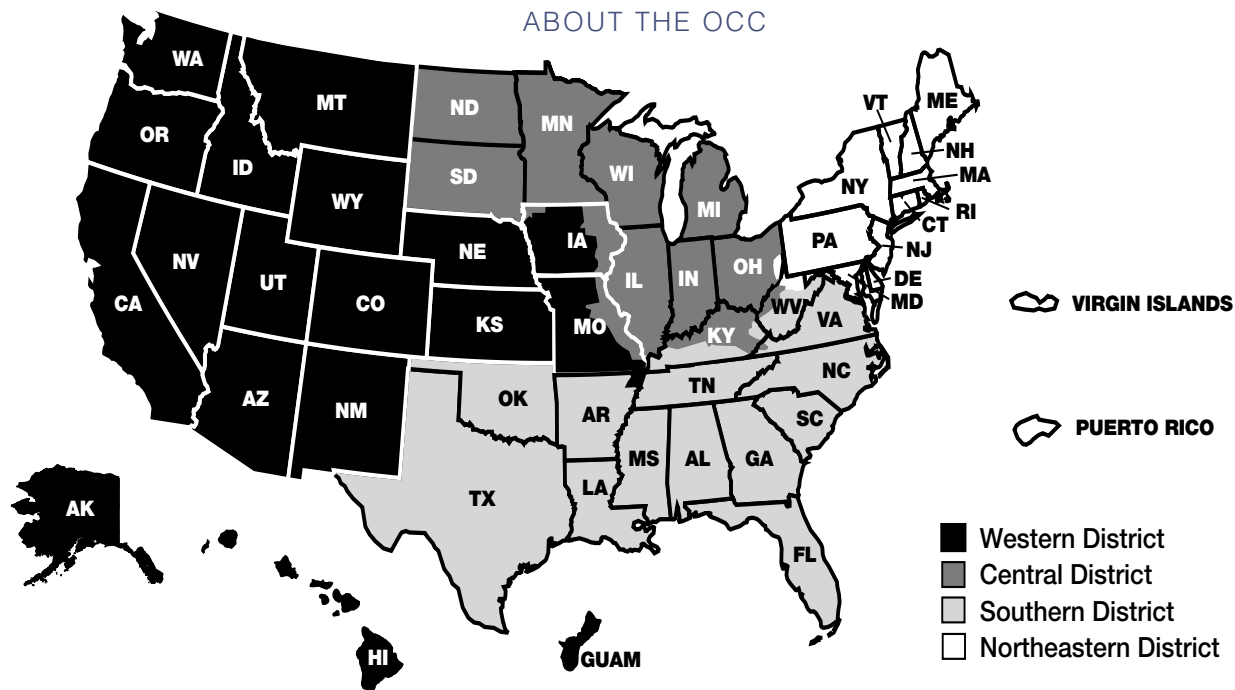 ABOUT THE OCC
WA
MT
ND
MN
VT
ME
OR
ID
SD
WI
NH
MA
WY
MI
NY
RI
CT
NE
IA
PA
NJ
NV
UT
CO
IL
IN
OH
DE
MD
CA
KS
MO
WV
VA
VIRGIN ISLANDS
KY
AZ
NM
OK
AR
TN
NC
SC
PUERTO RICO
MS
AL
GA
LA
TX
AK
FL
HI
GUAM
Western District
Central District
Southern District
Northeastern District